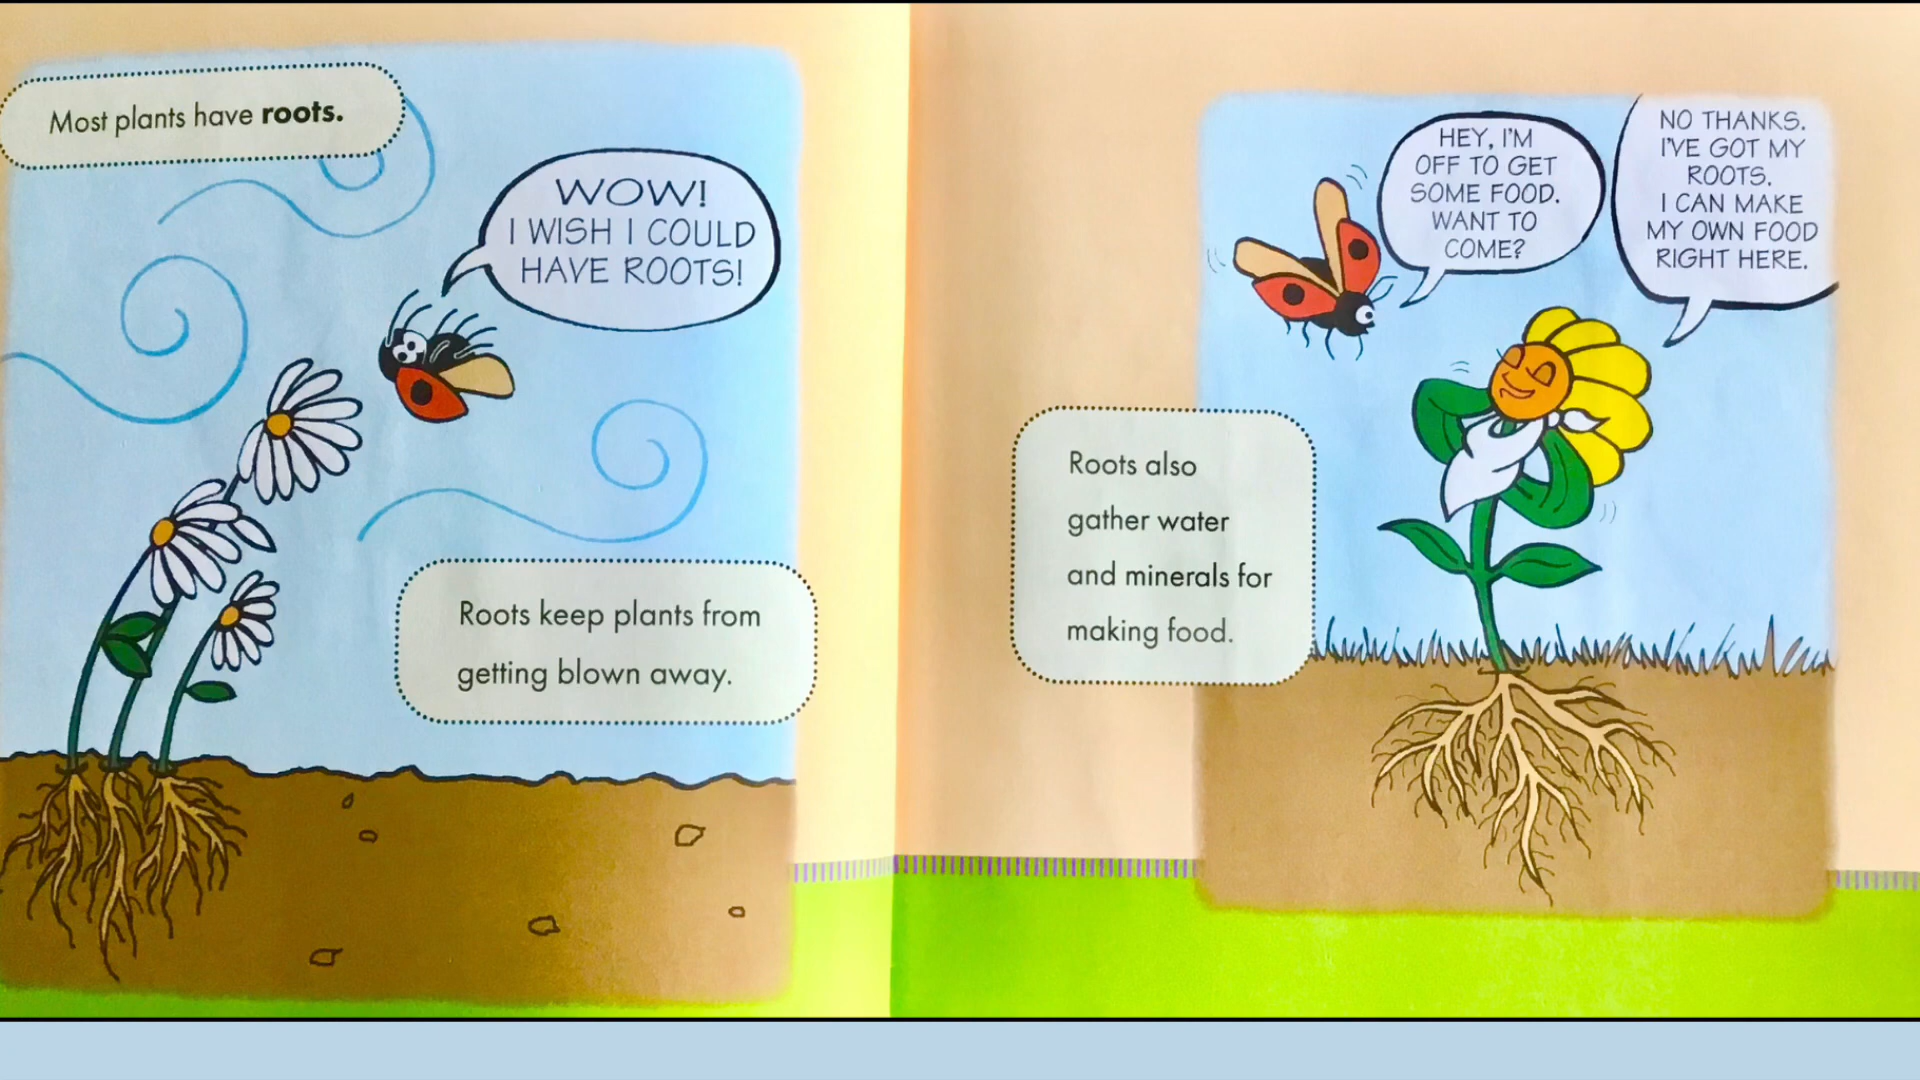 Most plants have roots.
WOW!
I WISH I COULD
HAVE ROOTS!
Roots keep plants from
getting blown away.
HEY, I'M
OFF TO GET
SOME FOOD.
WANT TO
COME?
NO THANKS.
I'VE GOT MY
ROOTS.
I CAN MAKE
MY OWN FOOD
RIGHT HERE.
Roots also
gather water
and minerals for
making food.